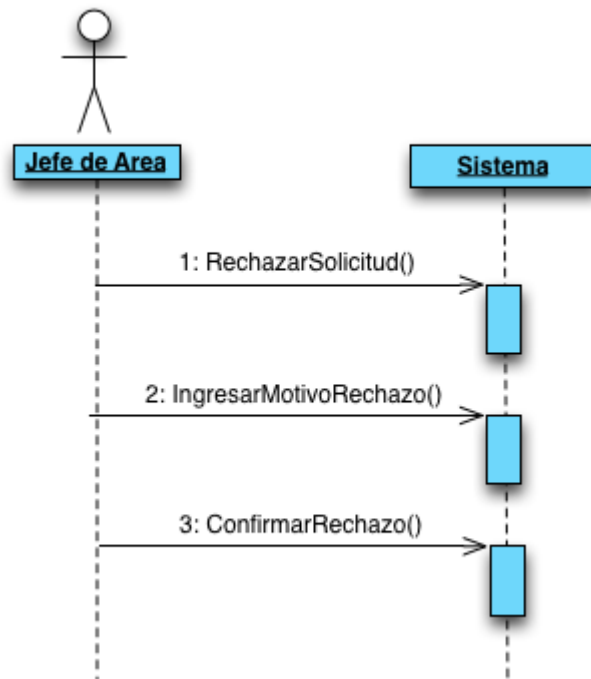 Jefe de Area
Sistema
1: RechazarSolicitud()
2: IngresarMotivoRechazo()
3: ConfirmarRechazo()